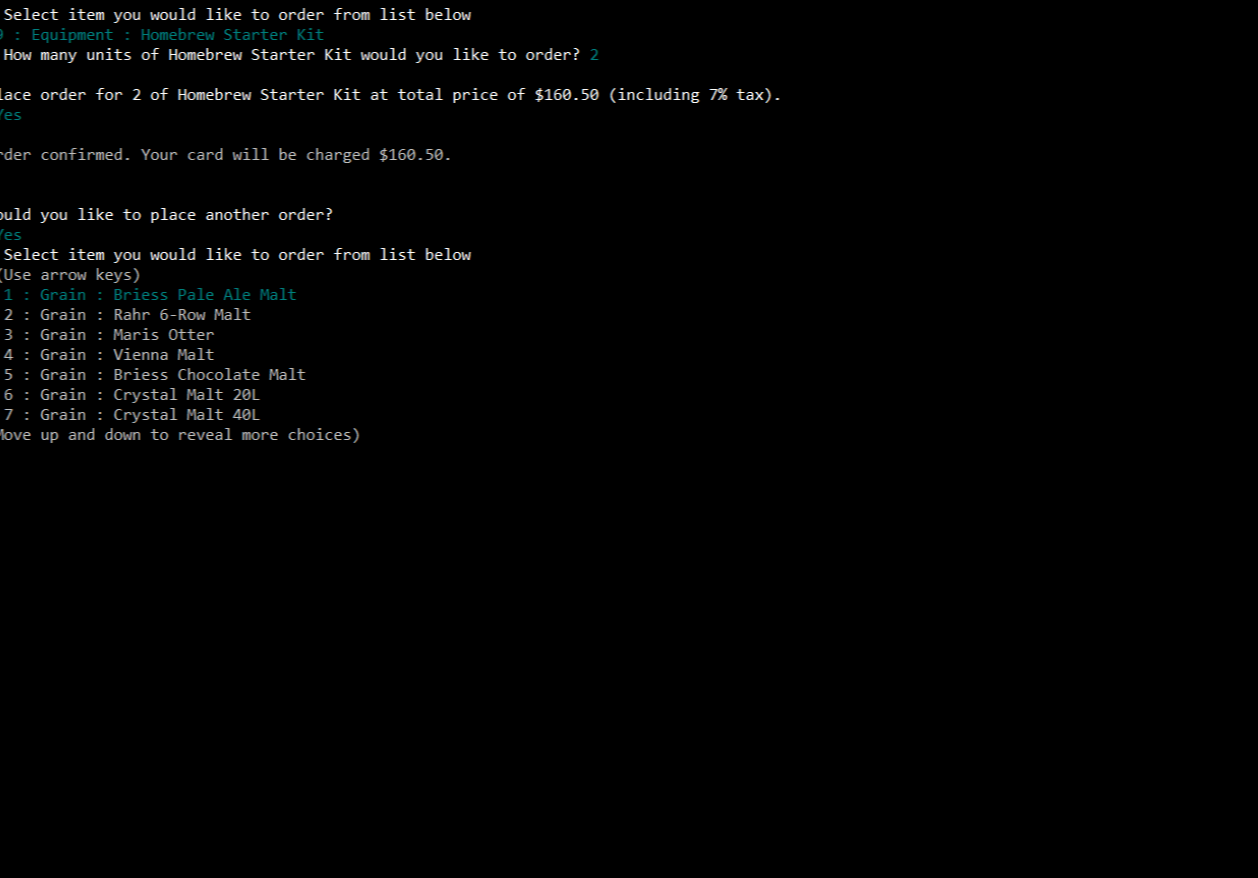 Select item you would like to order from list below
9 : Equipment : Homebrew Starter Kit
How many units of Homebrew Starter Kit would you like to order? 2
lace order for 2 of Homebrew Starter Kit at total price of $160.50 (including 7% tax).
Yes
rder confirmed. Your card will be charged $160.50.
ould you like to place another order?
Yes
Select item you would like to order from list below
(Use arrow keys)
1 : Grain : Briess Pale Ale Malt
2 : Grain : Rahr 6-Row Malt
3 : Grain : Maris Otter
4 : Grain : Vienna Malt
5 : Grain : Briess Chocolate Malt
6 : Grain : Crystal Malt 20L
7 : Grain : Crystal Malt 40L
Move up and down to reveal more choices)